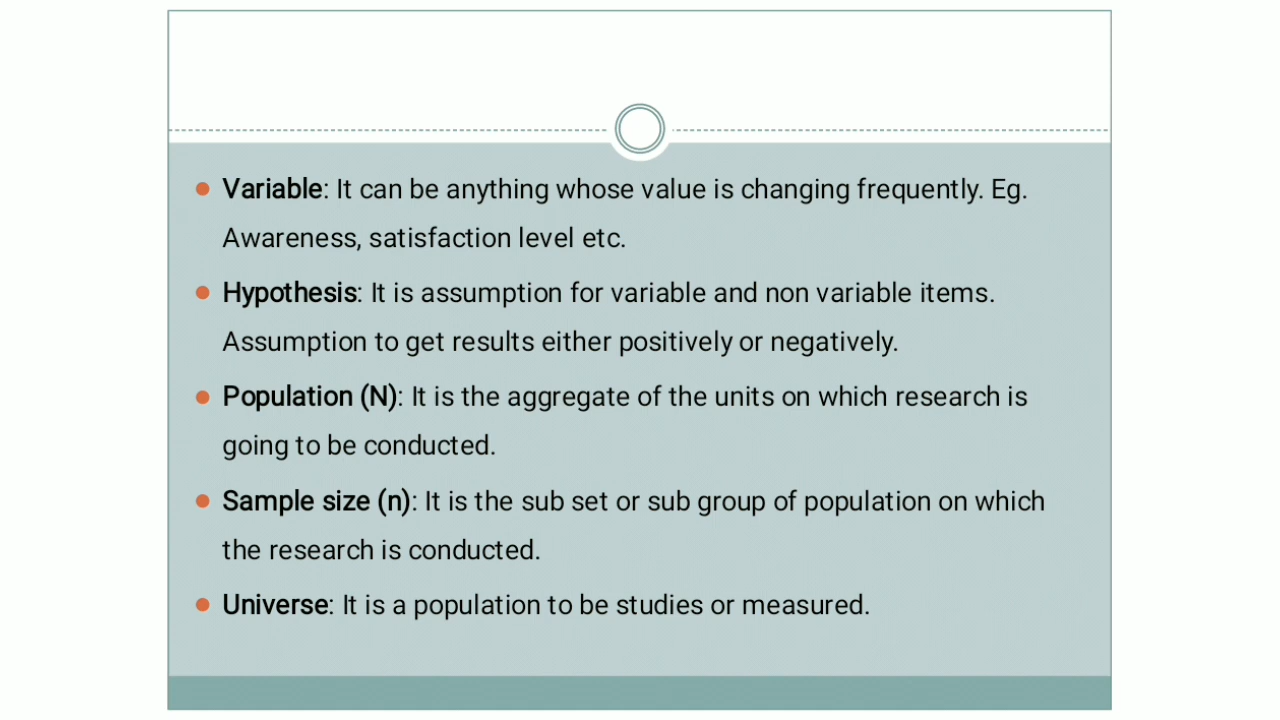 Variable: It can be anything whose value is changing frequently. Eg.
Awareness, satisfaction level etc.
Hypothesis: It is assumption for variable and non variable items.
Assumption to get results either positively or negatively.
Population (N): It is the aggregate of the units on which research is
going to be conducted.
Sample size (n): It is the sub set or sub group of population on which
the research is conducted.
Universe: It is a population to be studies or measured.